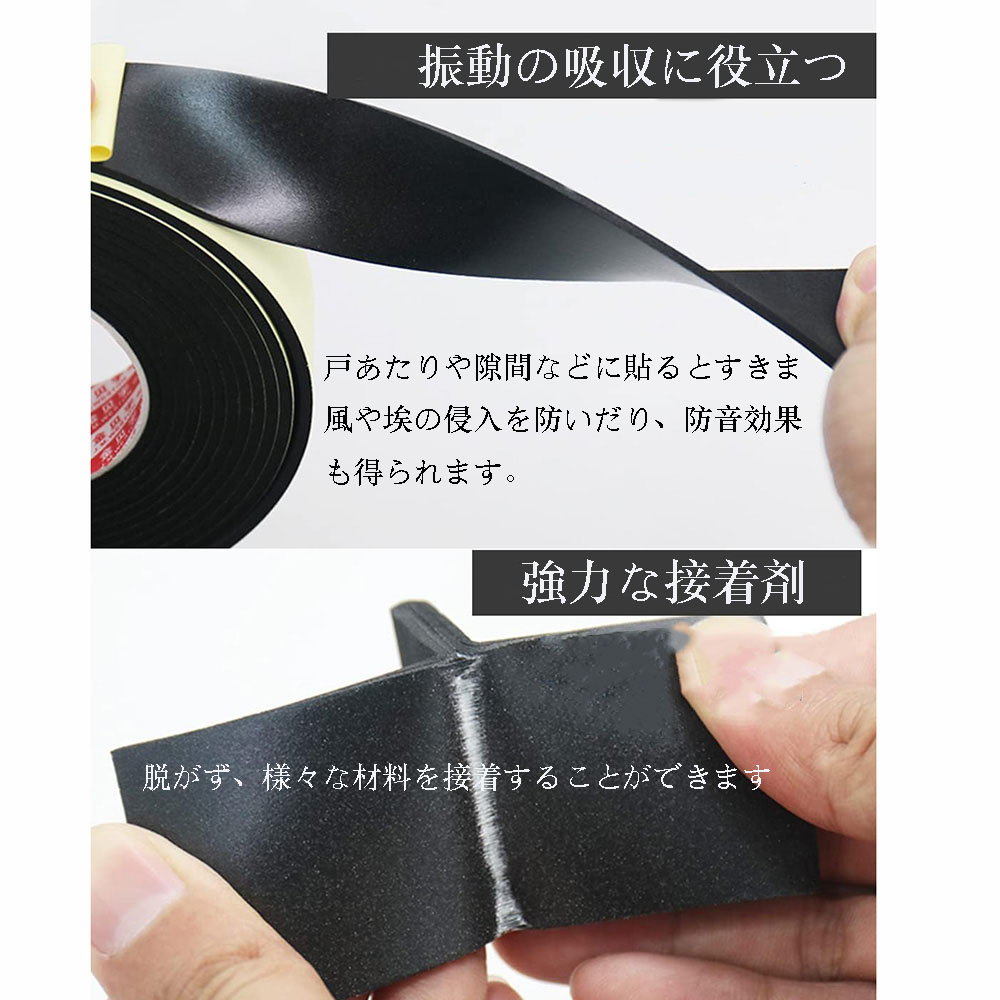 振動の吸収に役立つ
戸あたりや隙間などに貼るとすきま
風や埃の侵入を防いだり、防音効果
も得られます。
強力な接着剤
脱がず、様々な材料を接着することができます